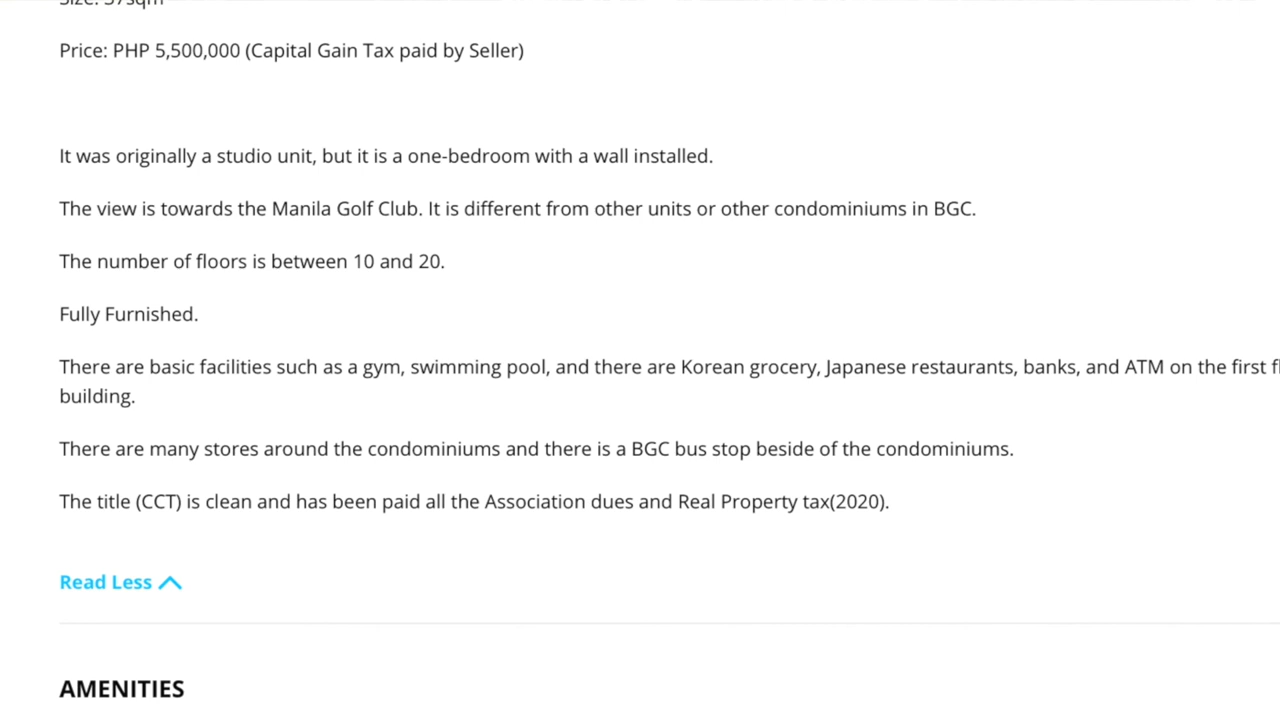 Size: 37sqm
Price: PHP 5,500,000 (Capital Gain Tax paid by Seller)
It was originally a studio unit, but it is a one-bedroom with a wall installed.
The view is towards the Manila Golf Club. It is different from other units or other condominiums in BGC.
The number of floors is between 10 and 20.
Fully Furnished.
There are basic facilities such as a gym, swimming pool, and there are Korean grocery, Japanese restaurants, banks, and ATM on the first
building.
There are many stores around the condominiums and there is a BGC bus stop beside of the condominiums.
The title (CCT) is clean and has been paid all the Association dues and Real Property tax(2020).
Read Less
AMENITIES